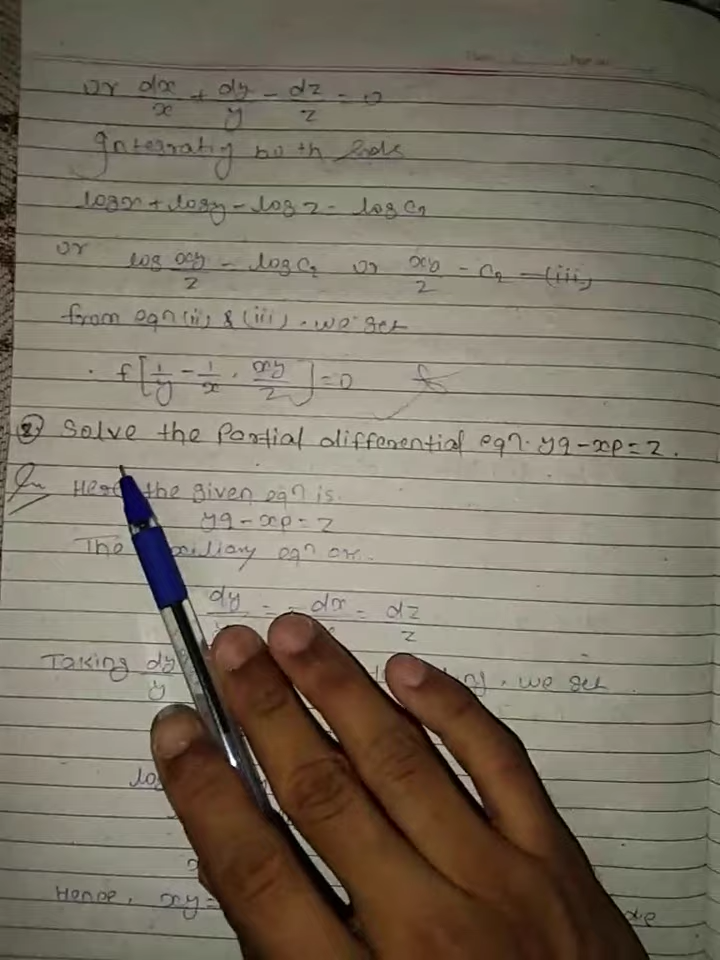 or dx/x + dy/y - dz/z = 0
Integrating both sides
log x + log y - log z = log c₂
or log xy/z = log c₂ or xy/z = c₂ —(iii)
from eqn (ii) & (iii), we get
f[1/y - 1/x, xy/z] = 0
② Solve the Partial differential eqn. yq - xp = z.
the given eqn is.
yq - xp = z
The eqn are.
dy = -dx = dz/z
Taking dy/y we get
log
Hence, xy =